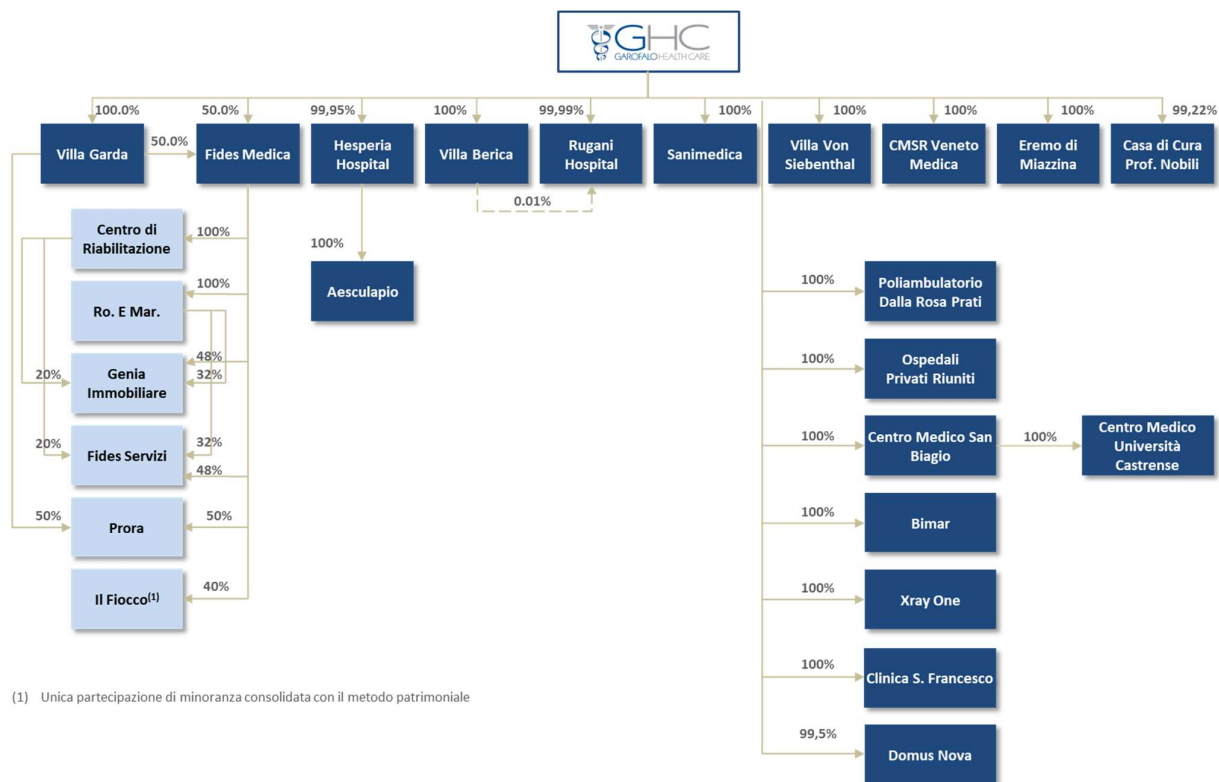 GHC
GAROFALO HEALTH CARE
100.0%
50.0%
99,95%
100%
99,99%
100%
100%
100%
100%
99,22%
Villa Garda
50.0%
Fides Medica
Hesperia
Hospital
Villa Berica
Rugani
Hospital
Sanimedica
Villa Von
Siebenthal
CMSR Veneto
Medica
Eremo di
Miazzina
Casa di Cura
Prof. Nobili
0.01%
Centro di
Riabilitazione
100%
100%
Aesculapio
Ro. E Mar.
100%
Genia
Immobiliare
20%
48%
32%
Fides Servizi
20%
32%
48%
Prora
50%
50%
Il Fiocco(1)
40%
100%
Poliambulatorio
Dalla Rosa Prati
100%
Ospedali
Privati Riuniti
100%
Centro Medico San
Biagio
100%
Centro Medico
Università
Castrense
100%
Bimar
100%
Xray One
100%
Clinica S. Francesco
99,5%
Domus Nova
(1) Unica partecipazione di minoranza consolidata con il metodo patrimoniale